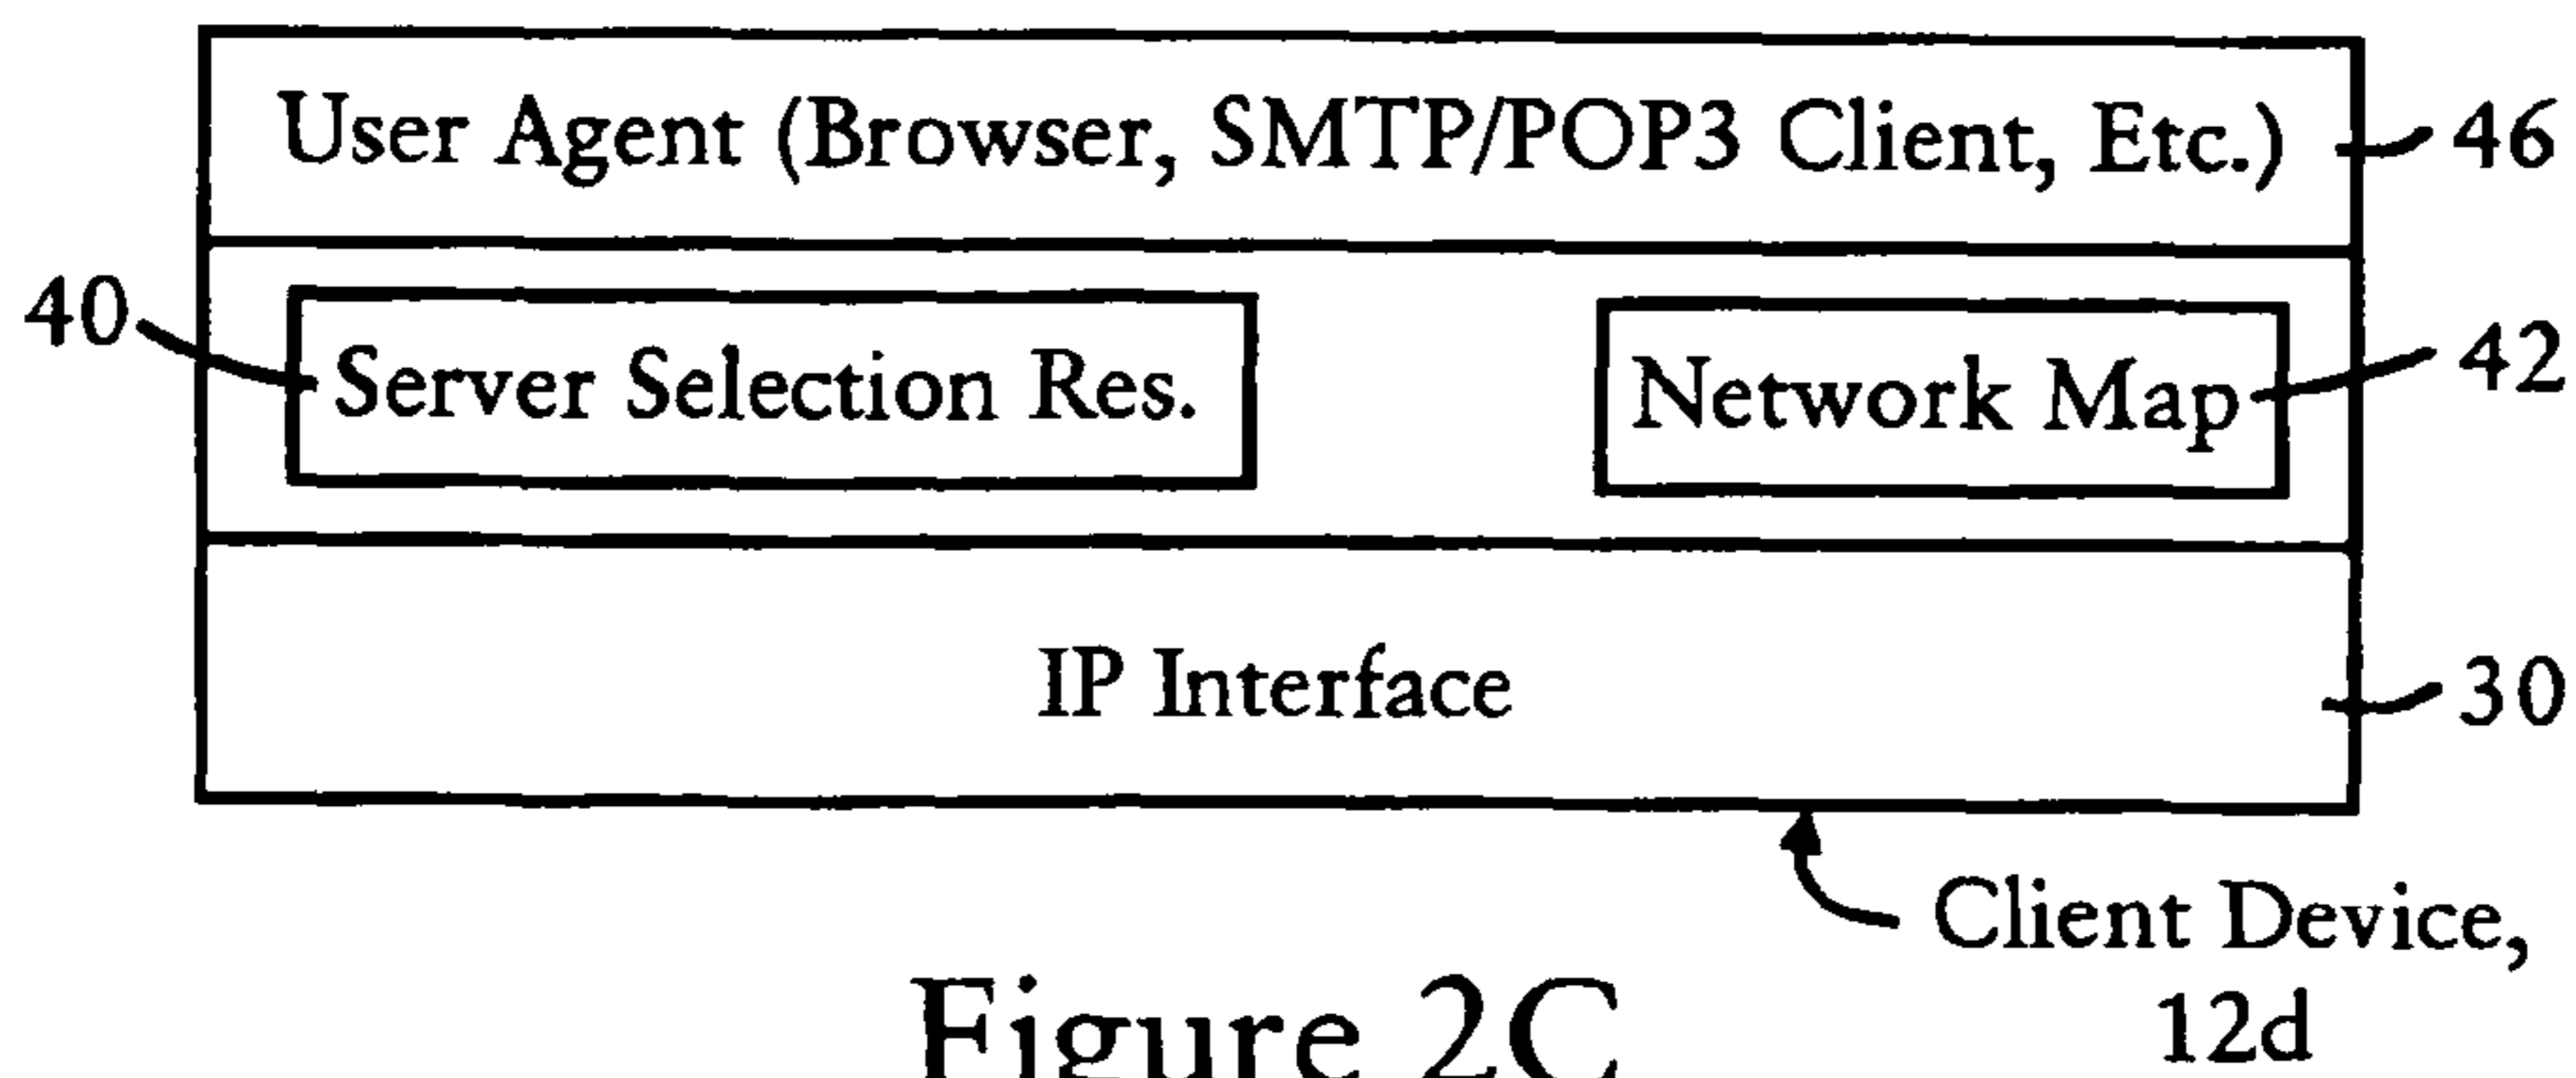 User Agent (Browser, SMTP/POP3 Client, Etc.)
46
40
Server Selection Res.
Network Map
42
IP Interface
30
Client Device,
12d
Figure 2C